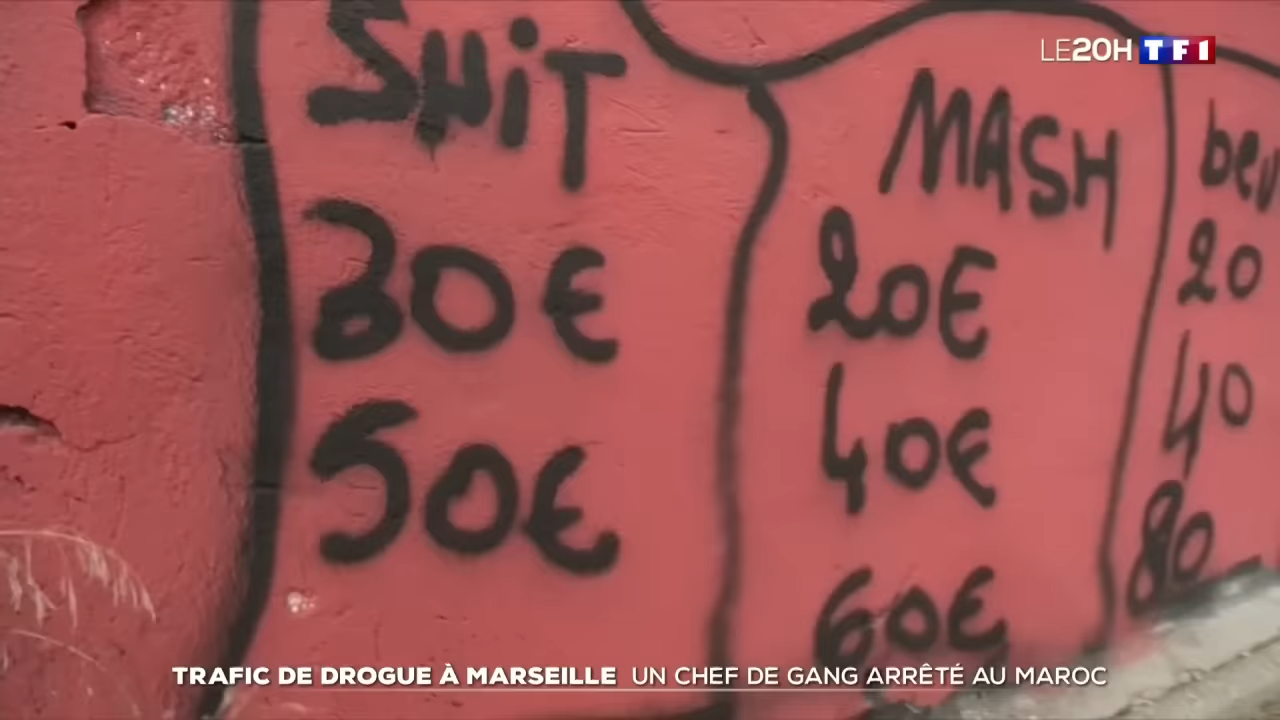 LE20H TF1
SHiT
30€
50€
MASH
20€
40€
60€
beu
20
40
80
TRAFIC DE DROGUE À MARSEILLE UN CHEF DE GANG ARRÊTÉ AU MAROC